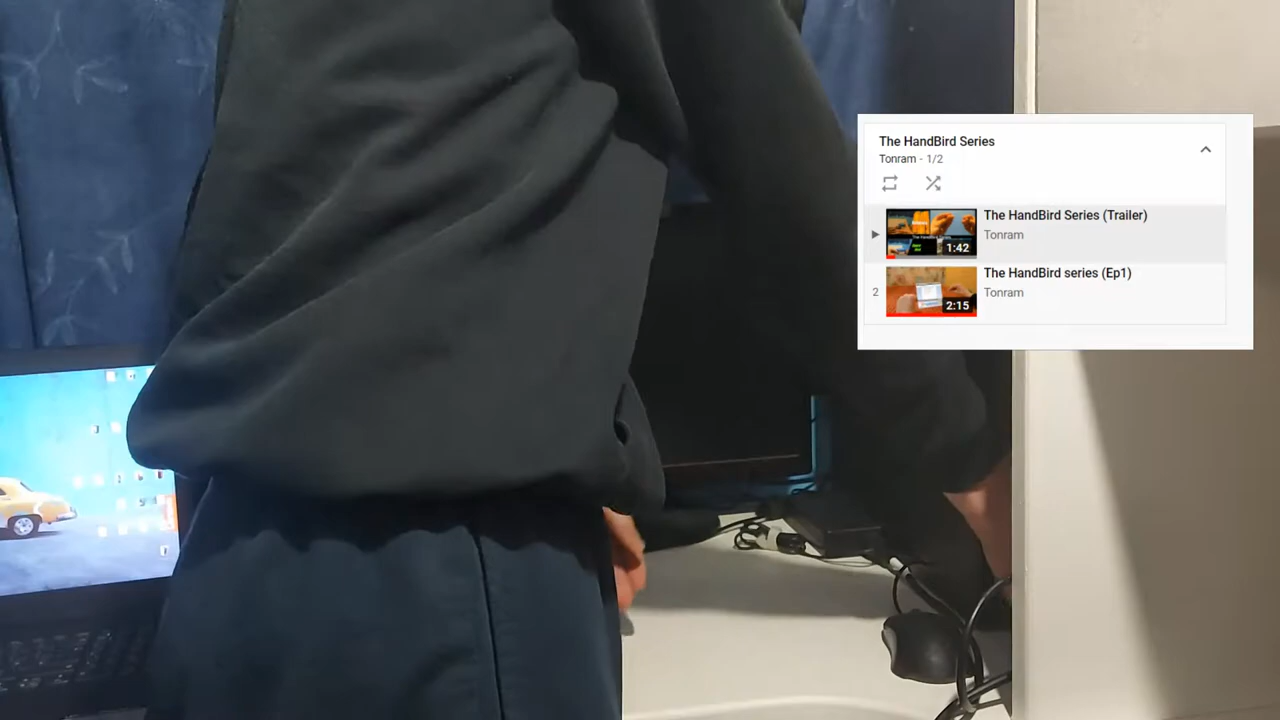 The HandBird Series
Tonram - 1/2
The HandBird Series (Trailer)
Tonram
1:42
2
The HandBird series (Ep1)
Tonram
2:15